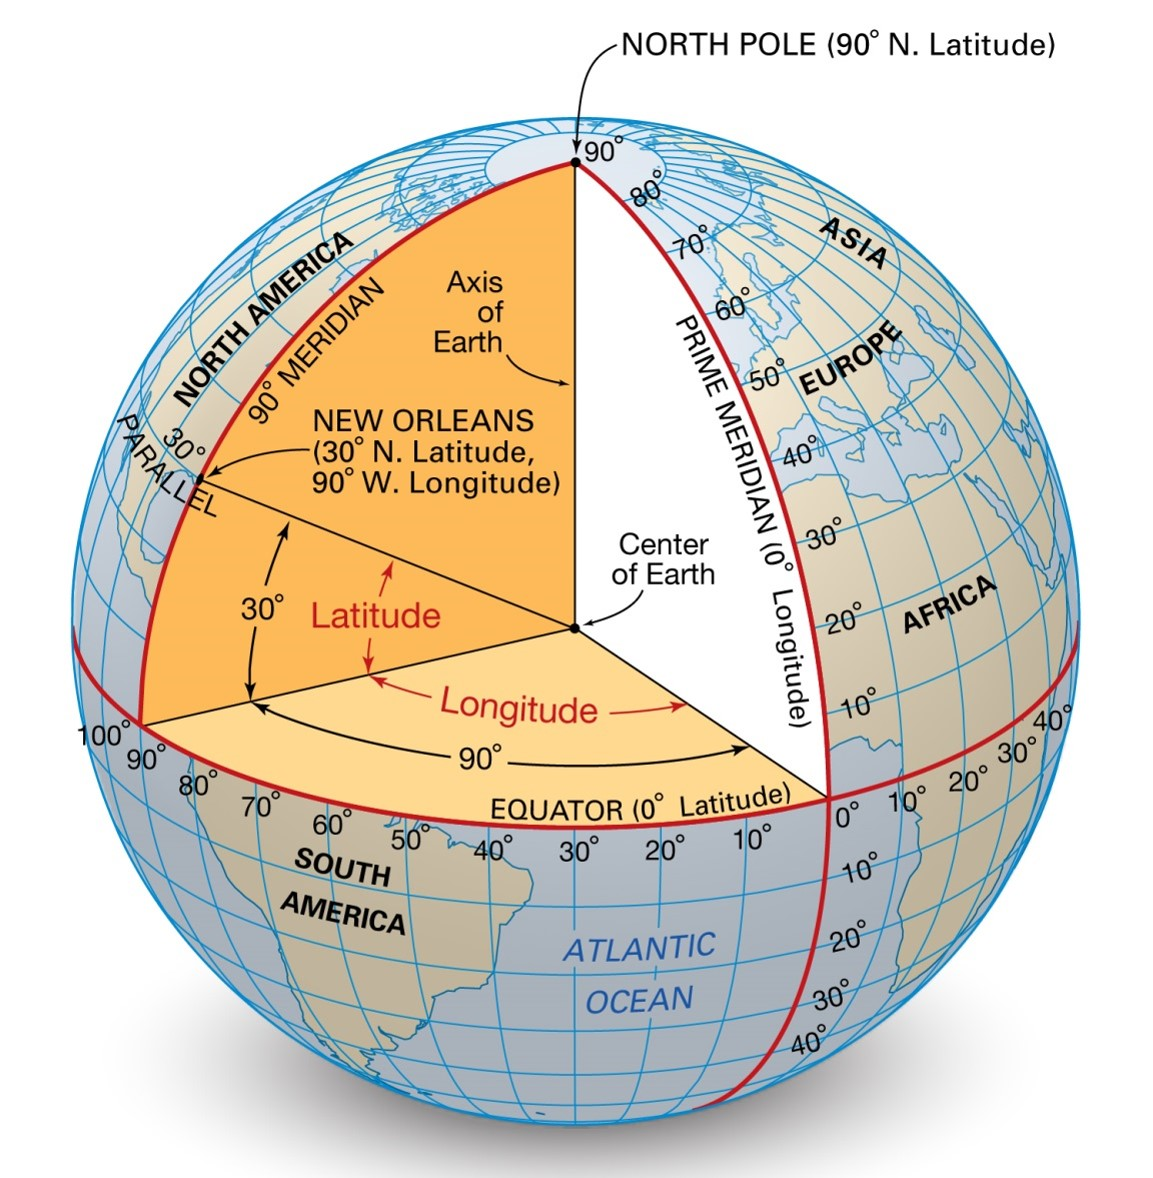 NORTH POLE (90° N. Latitude)
90°
80°
70°
60°
50°
40°
30°
20°
10°
ASIA
EUROPE
AFRICA
NORTH AMERICA
90° MERIDIAN
Axis
of
Earth
PRIME MERIDIAN (0° Longitude)
30°
PARALLEL
NEW ORLEANS
(30° N. Latitude,
90° W. Longitude)
Center
of Earth
30°
Latitude
Longitude
90°
EQUATOR (0° Latitude)
100°
90°
80°
70°
60°
50°
40°
30°
20°
10°
0°
10°
20°
30°
40°
10°
20°
30°
40°
SOUTH
AMERICA
ATLANTIC
OCEAN